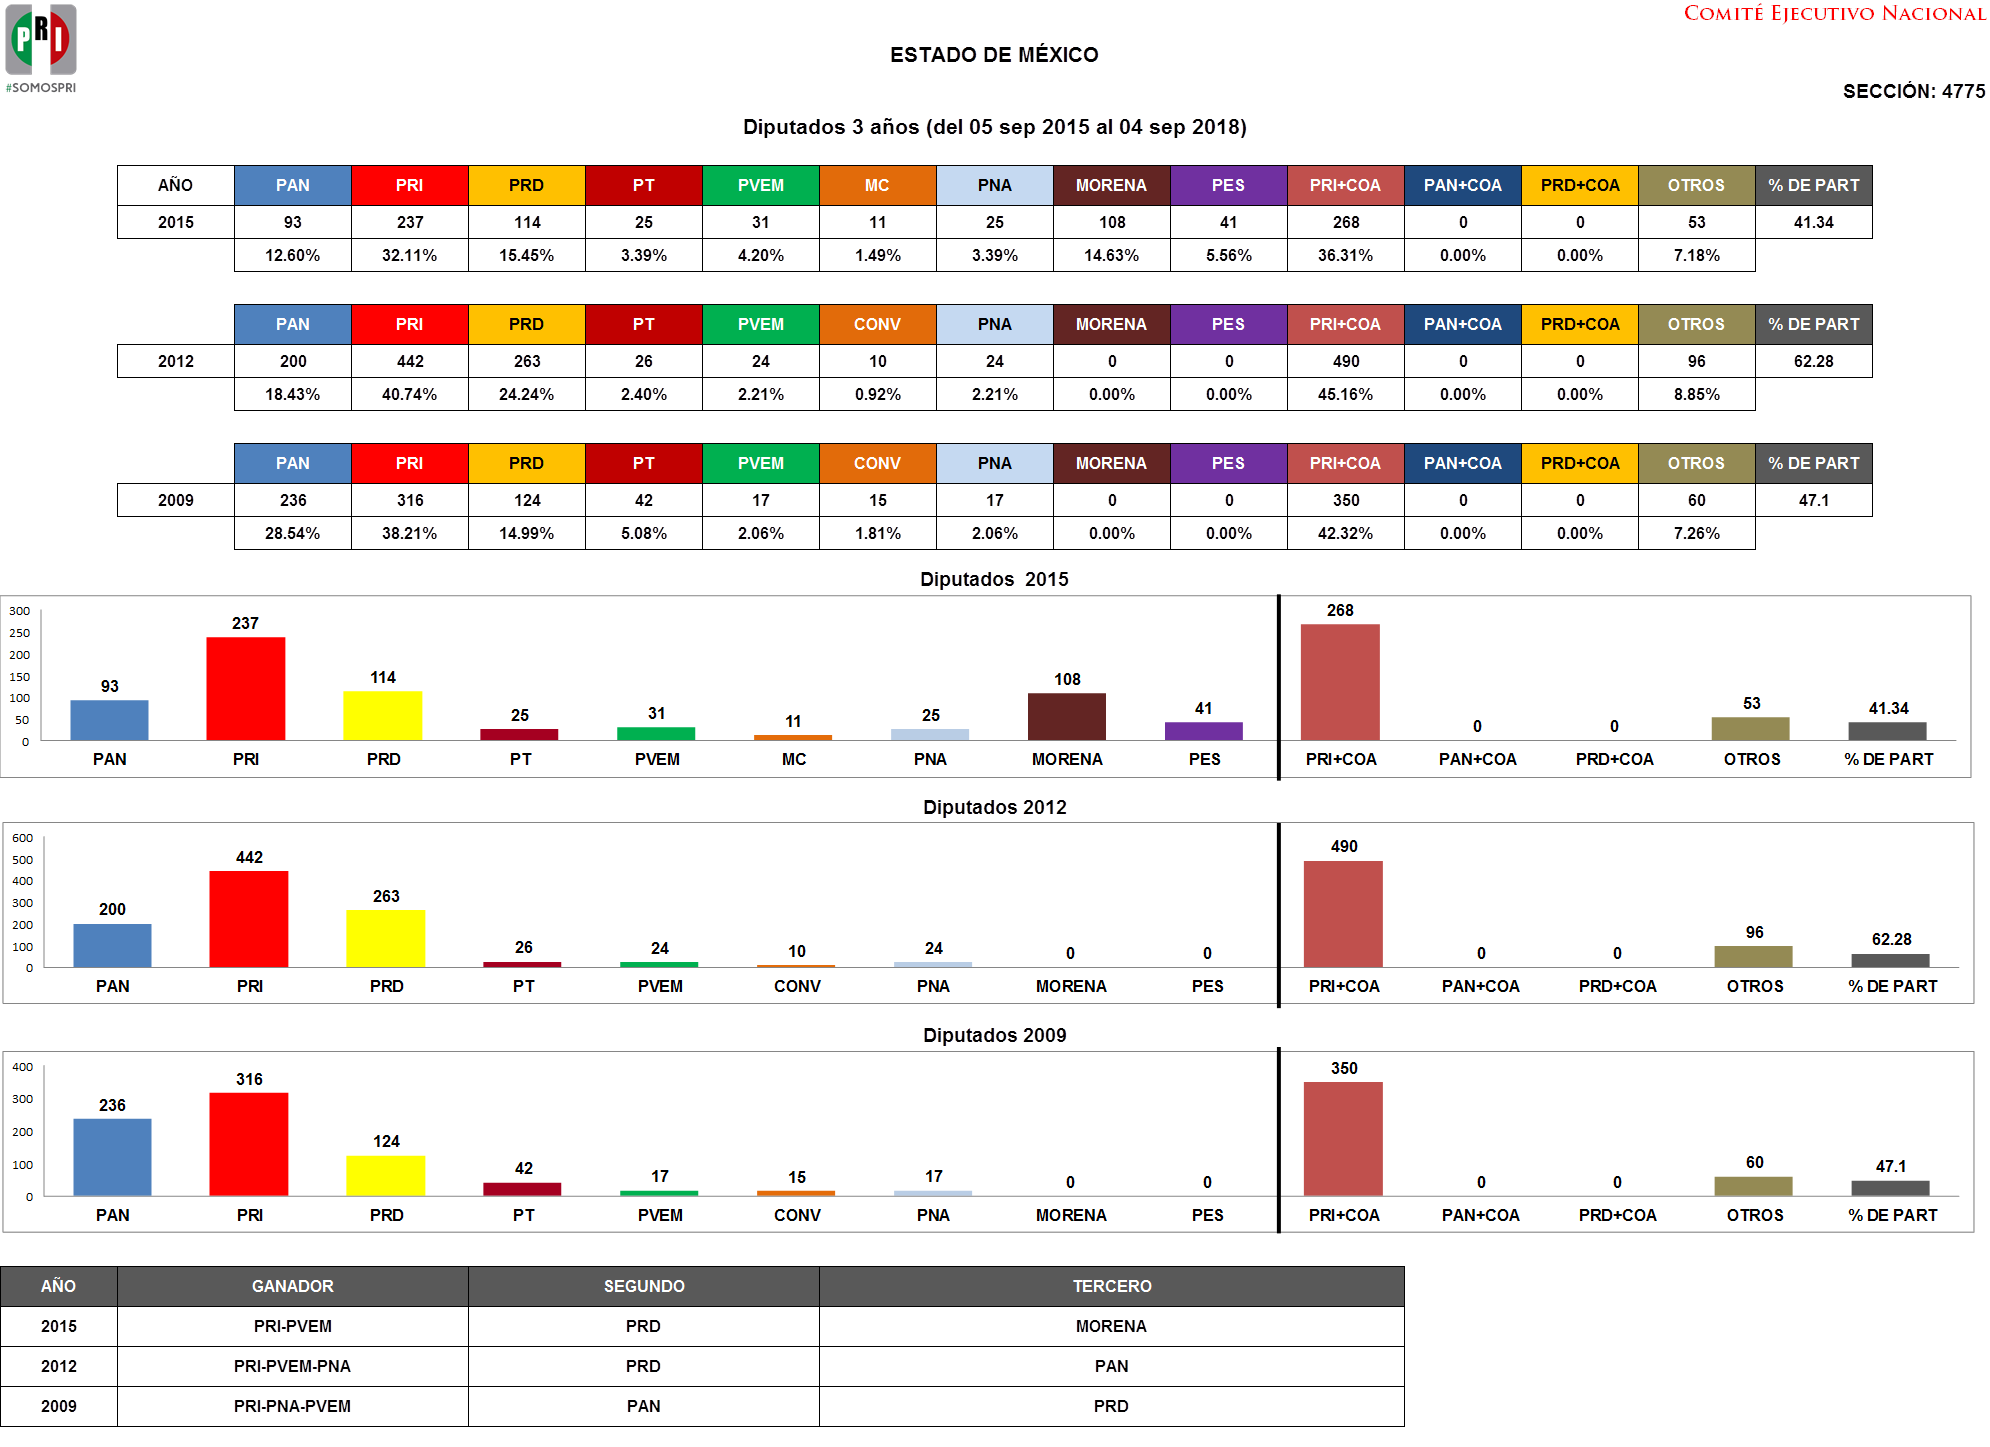 PRI
#SOMOSPRI
COMITÉ EJECUTIVO NACIONAL
ESTADO DE MÉXICO
SECCIÓN: 4775
Diputados 3 años (del 05 sep 2015 al 04 sep 2018)
AÑO PAN PRI PRD PT PVEM MC PNA MORENA PES PRI+COA PAN+COA PRD+COA OTROS % DE PART
2015 93 237 114 25 31 11 25 108 41 268 0 0 53 41.34
12.60% 32.11% 15.45% 3.39% 4.20% 1.49% 3.39% 14.63% 5.56% 36.31% 0.00% 0.00% 7.18%
PAN PRI PRD PT PVEM CONV PNA MORENA PES PRI+COA PAN+COA PRD+COA OTROS % DE PART
2012 200 442 263 26 24 10 24 0 0 490 0 0 96 62.28
18.43% 40.74% 24.24% 2.40% 2.21% 0.92% 2.21% 0.00% 0.00% 45.16% 0.00% 0.00% 8.85%
PAN PRI PRD PT PVEM CONV PNA MORENA PES PRI+COA PAN+COA PRD+COA OTROS % DE PART
2009 236 316 124 42 17 15 17 0 0 350 0 0 60 47.1
28.54% 38.21% 14.99% 5.08% 2.06% 1.81% 2.06% 0.00% 0.00% 42.32% 0.00% 0.00% 7.26%
Diputados 2015
300
250
200
150
100
50
0
93 237 114 25 31 11 25 108 41 268 0 0 53 41.34
PAN PRI PRD PT PVEM MC PNA MORENA PES PRI+COA PAN+COA PRD+COA OTROS % DE PART
Diputados 2012
600
500
400
300
200
100
0
200 442 263 26 24 10 24 0 0 490 0 0 96 62.28
PAN PRI PRD PT PVEM CONV PNA MORENA PES PRI+COA PAN+COA PRD+COA OTROS % DE PART
Diputados 2009
400
300
200
100
0
236 316 124 42 17 15 17 0 0 350 0 0 60 47.1
PAN PRI PRD PT PVEM CONV PNA MORENA PES PRI+COA PAN+COA PRD+COA OTROS % DE PART
AÑO GANADOR SEGUNDO TERCERO
2015 PRI-PVEM PRD MORENA
2012 PRI-PVEM-PNA PRD PAN
2009 PRI-PNA-PVEM PAN PRD